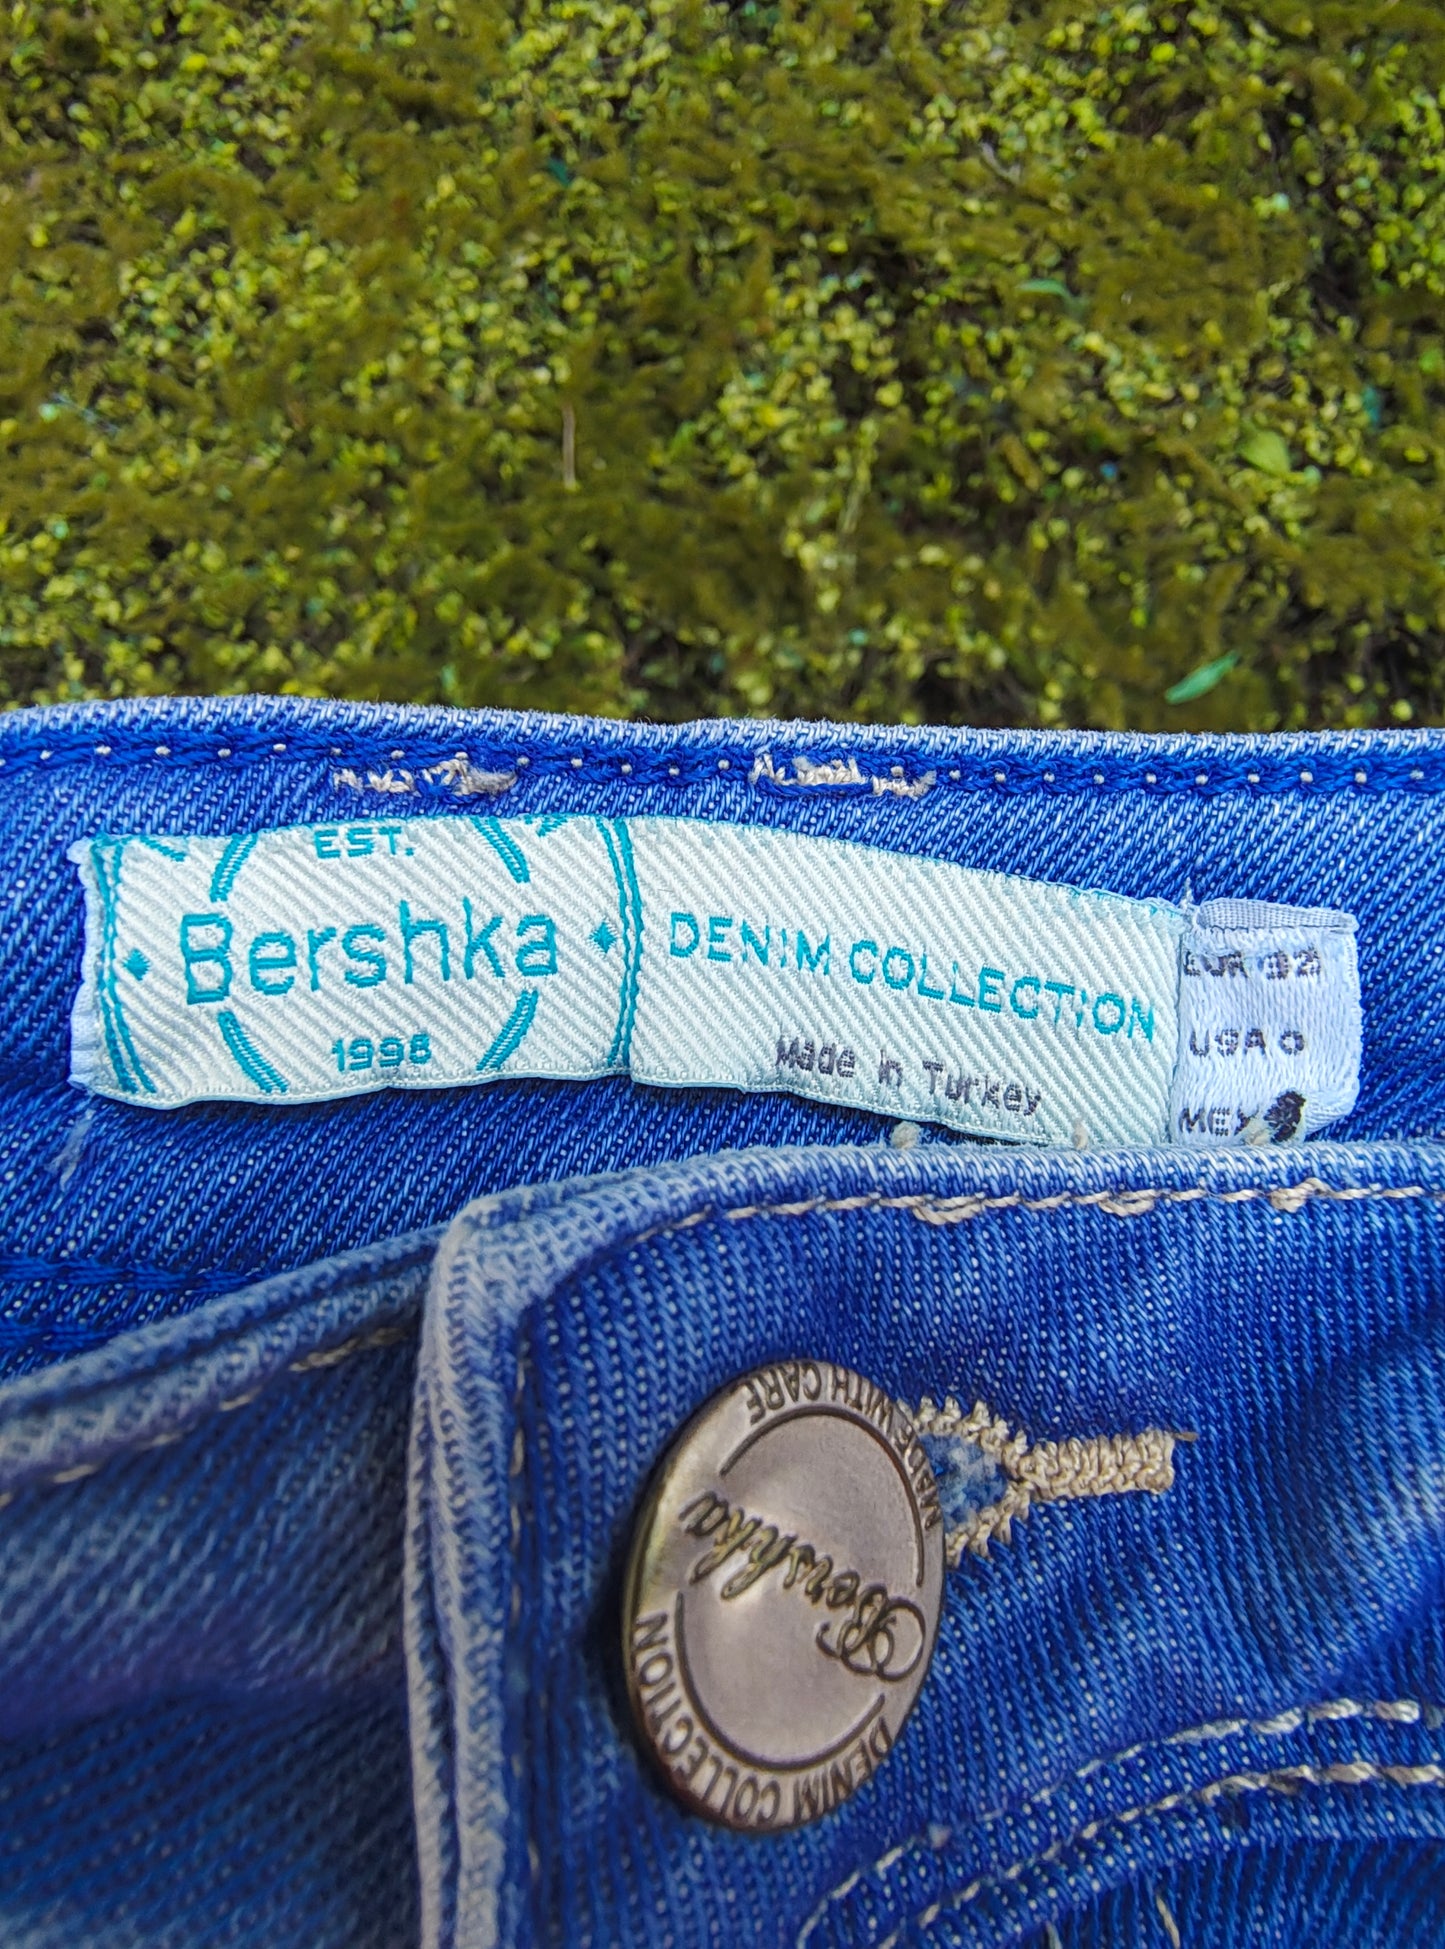 EST.
Bershka
1998
DENIM COLLECTION
Made in Turkey
EUR 32
USA 0
MEX
MADE WITH CARE
Bershka
DENIM COLLECTION